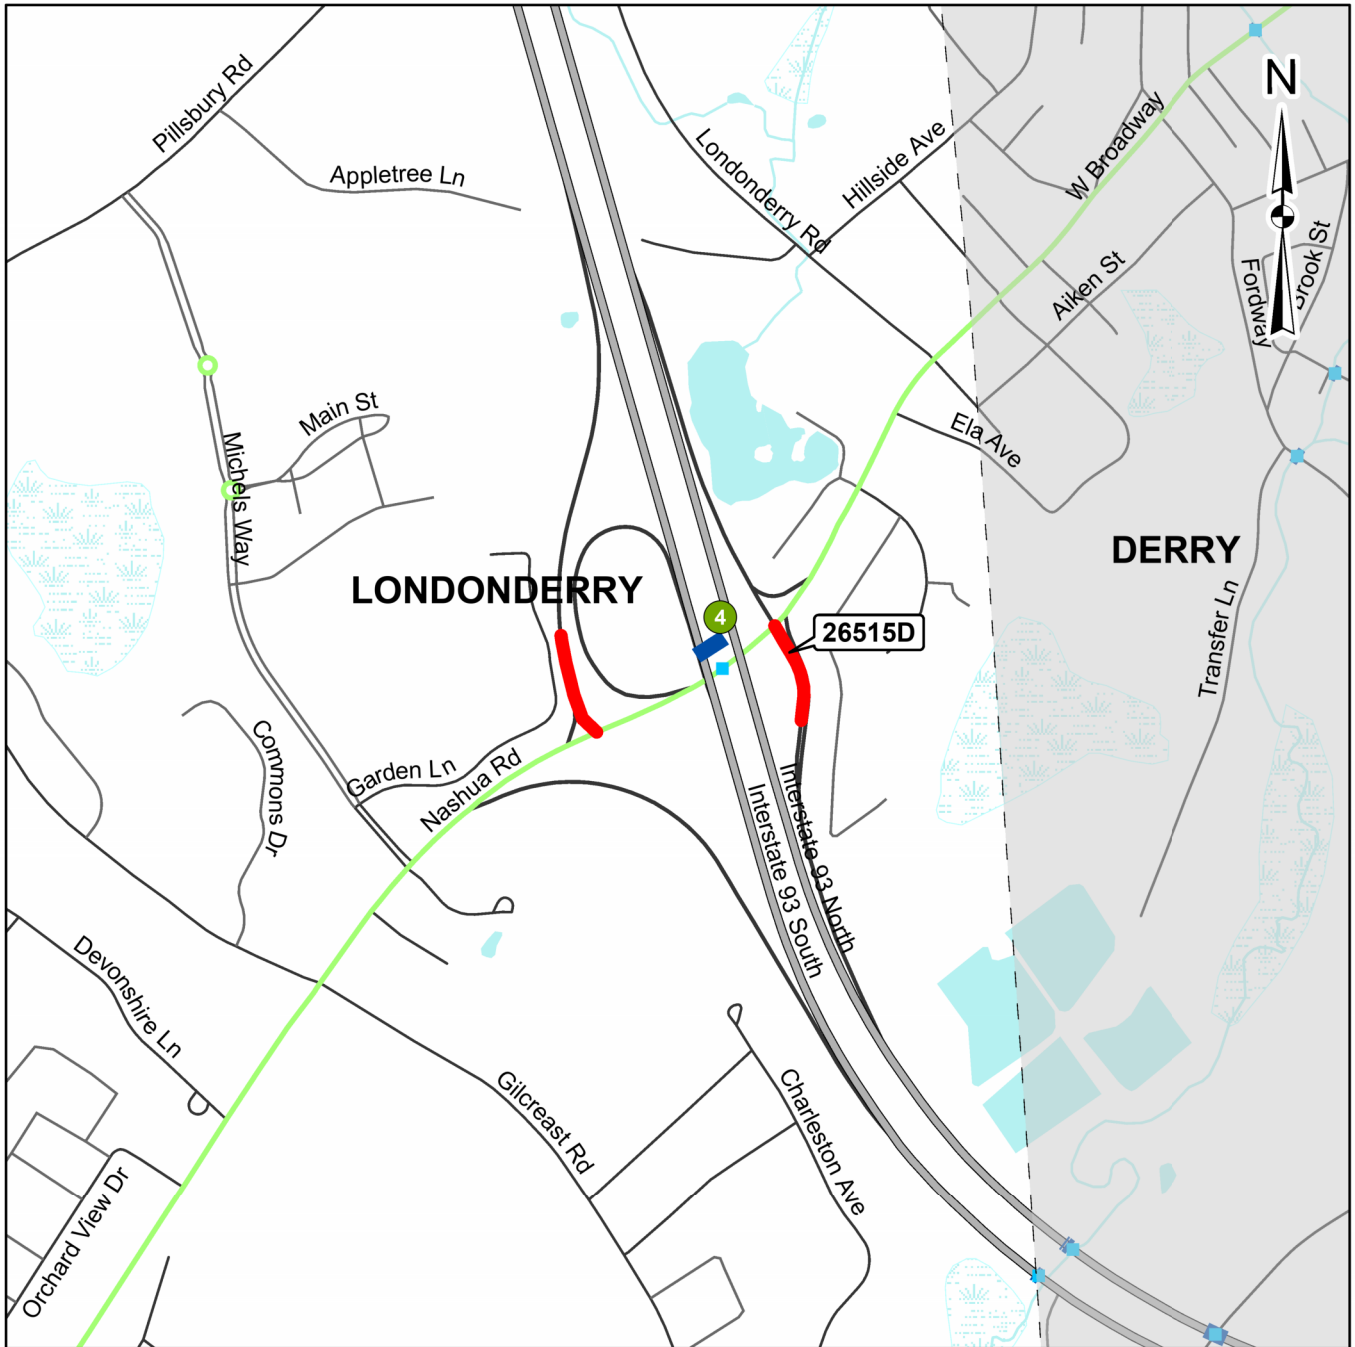 Pillsbury Rd
N
Appletree Ln
Londonderry Rd
Hillside Ave
W Broadway
Aiken St
Fordway
Brook St
Main St
Michels Way
Ela Ave
DERRY
LONDONDERRY
4
26515D
Transfer Ln
Commons Dr
Garden Ln
Nashua Rd
Interstate 93 South
Interstate 93 North
Devonshire Ln
Gilcreast Rd
Charleston Ave
Orchard View Dr